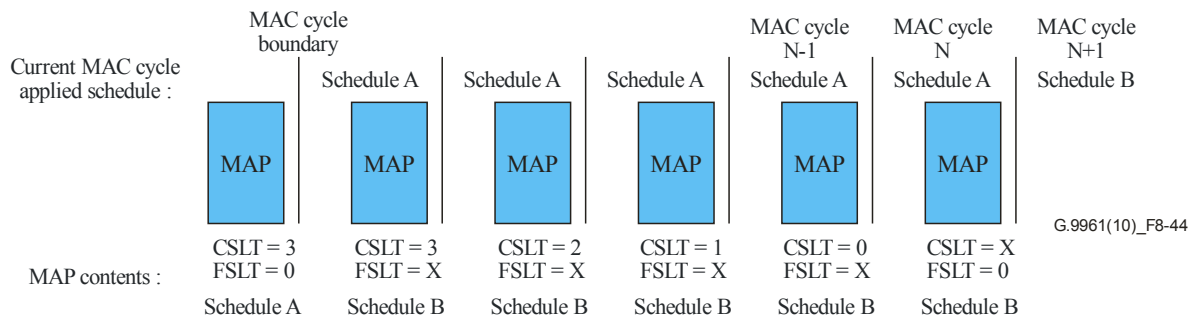 MAC cycle
boundary
MAC cycle
N-1
MAC cycle
N
MAC cycle
N+1
Current MAC cycle
applied schedule :
Schedule A
Schedule A
Schedule A
Schedule A
Schedule A
Schedule B
MAP
MAP
MAP
MAP
MAP
MAP
G.9961(10)_F8-44
MAP contents :
CSLT = 3
FSLT = 0
Schedule A
CSLT = 3
FSLT = X
Schedule B
CSLT = 2
FSLT = X
Schedule B
CSLT = 1
FSLT = X
Schedule B
CSLT = 0
FSLT = X
Schedule B
CSLT = X
FSLT = 0
Schedule B